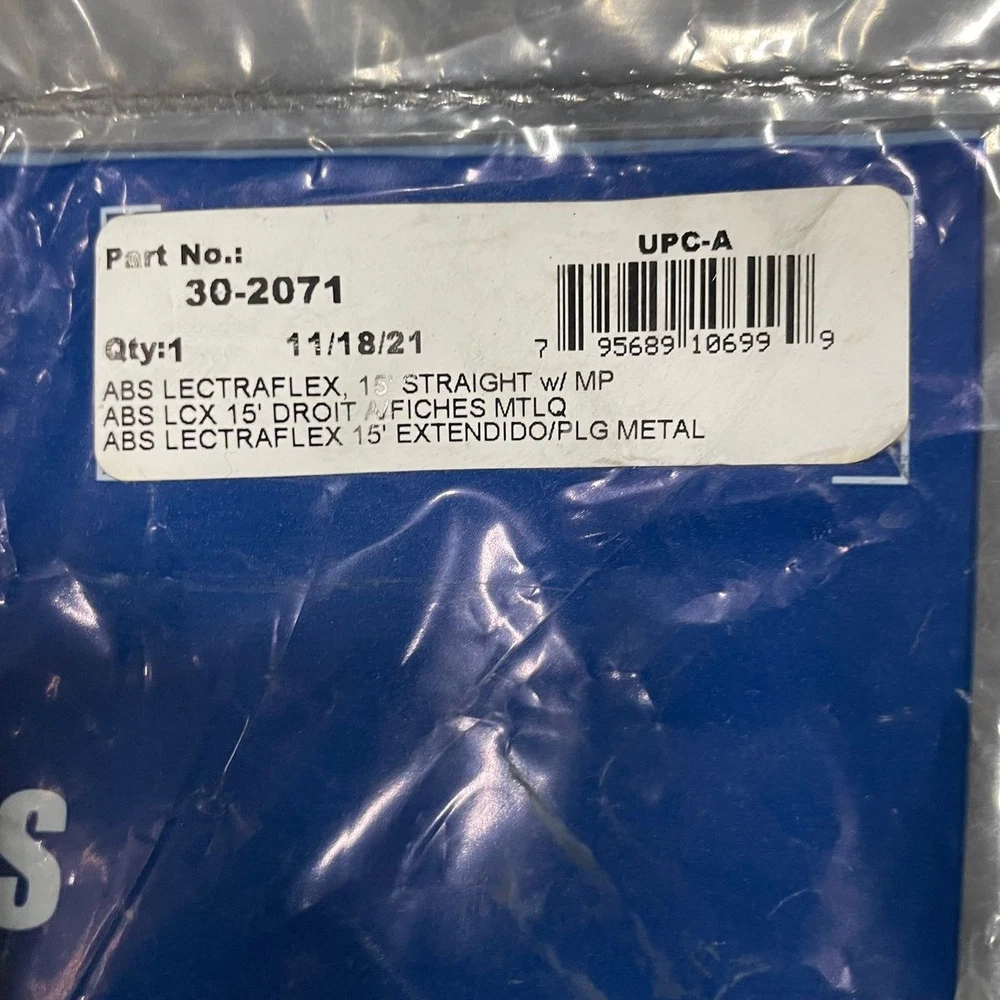 Part No.:
30-2071
Qty:1 11/18/21
UPC-A
7 95689 10699 9
ABS LECTRAFLEX, 15' STRAIGHT w/ MP
ABS LCX 15' DROIT A/FICHES MTLQ
ABS LECTRAFLEX 15' EXTENDIDO/PLG METAL
S